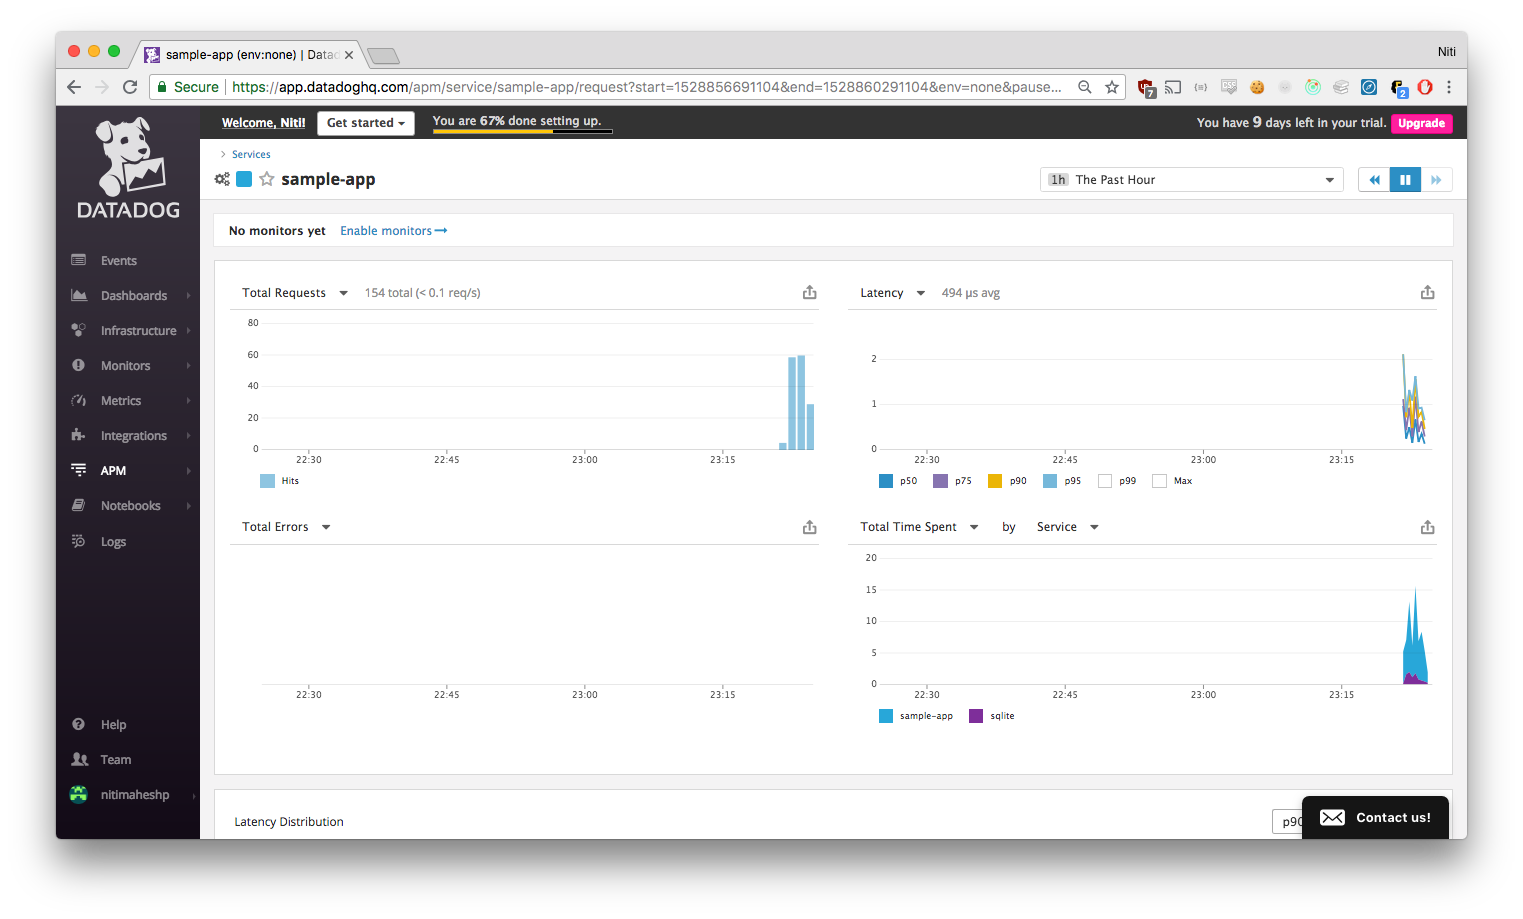 sample-app (env:none) | Datad
Niti
Secure | https://app.datadoghq.com/apm/service/sample-app/request?start=1528856691104&end=1528860291104&env=none&pause...
7
2
DATADOG
Events
Dashboards
Infrastructure
Monitors
Metrics
Integrations
APM
Notebooks
Logs
Help
Team
nitimaheshp
Welcome, Niti!
Get started
You are 67% done setting up.
You have 9 days left in your trial.
Upgrade
Services
sample-app
1h The Past Hour
No monitors yet
Enable monitors
Total Requests
154 total (< 0.1 req/s)
80
60
40
20
0
22:30 22:45 23:00 23:15
Hits
Latency
494 µs avg
2
1
0
22:30 22:45 23:00 23:15
p50 p75 p90 p95 p99 Max
Total Errors
22:30 22:45 23:00 23:15
Total Time Spent by Service
20
15
10
5
0
22:30 22:45 23:00 23:15
sample-app sqlite
Latency Distribution
p90
Contact us!